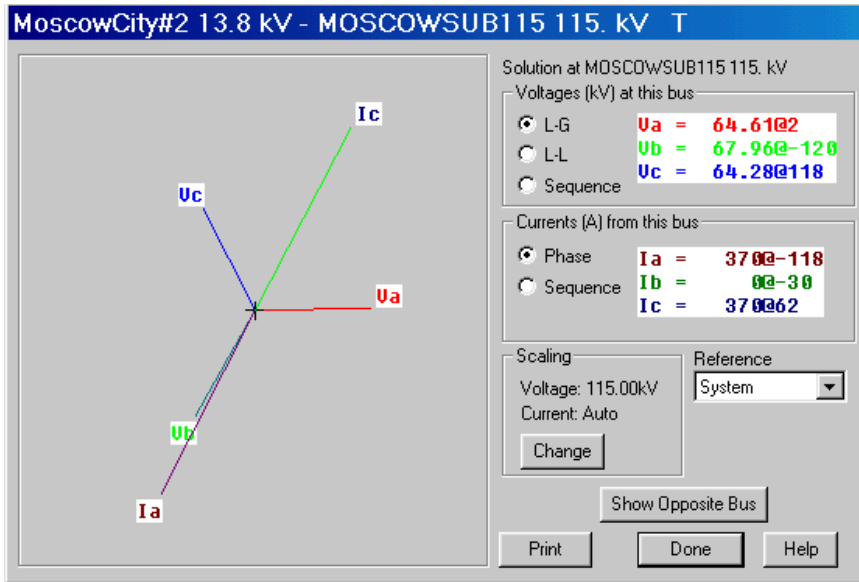 MoscowCity#2 13.8 kV - MOSCOWSUB115 115. kV T
Ic
Vc
Va
Vb
Ia
Solution at MOSCOWSUB115 115. kV
Voltages (kV) at this bus
L-G
L-L
Sequence
Va = 64.61@2
Vb = 67.96@-120
Vc = 64.28@118
Currents (A) from this bus
Phase
Sequence
Ia = 370@-118
Ib = 0@-30
Ic = 370@62
Scaling
Voltage: 115.00kV
Current: Auto
Change
Reference
System
Show Opposite Bus
Print
Done
Help